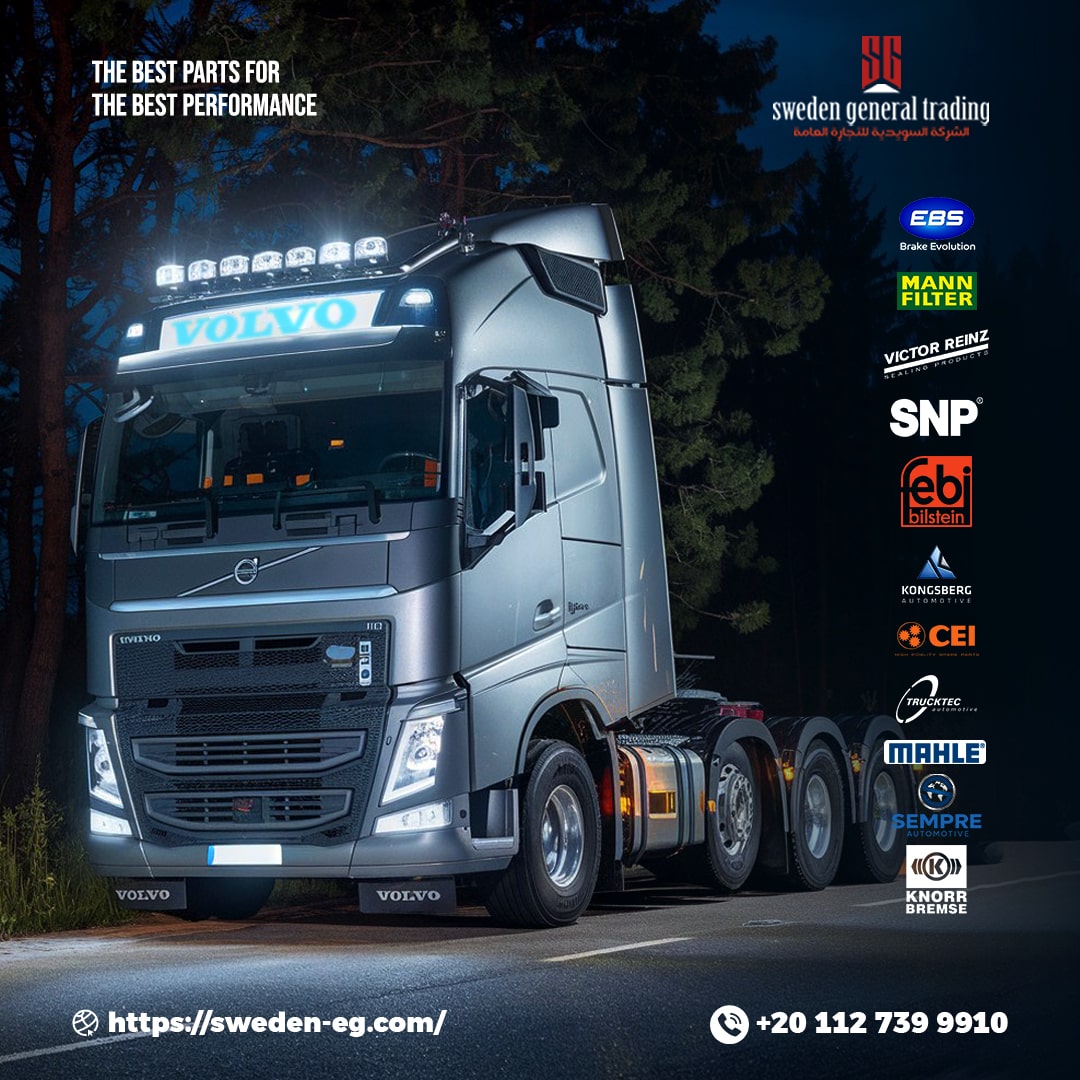 THE BEST PARTS FOR
THE BEST PERFORMANCE
SG
sweden general trading
الشركة السويدية للتجارة العامة
EBS
Brake Evolution
MANN
FILTER
VICTOR REINZ
SEALING PRODUCTS
SNP®
febi
bilstein
KONGSBERG
AUTOMOTIVE
CEI
TRUCKTEC
automotive
MAHLE®
SEMPRE
AUTOMOTIVE
K
KNORR
BREMSE
VOLVO
VOLVO
VOLVO
https://sweden-eg.com/
+20 112 739 9910